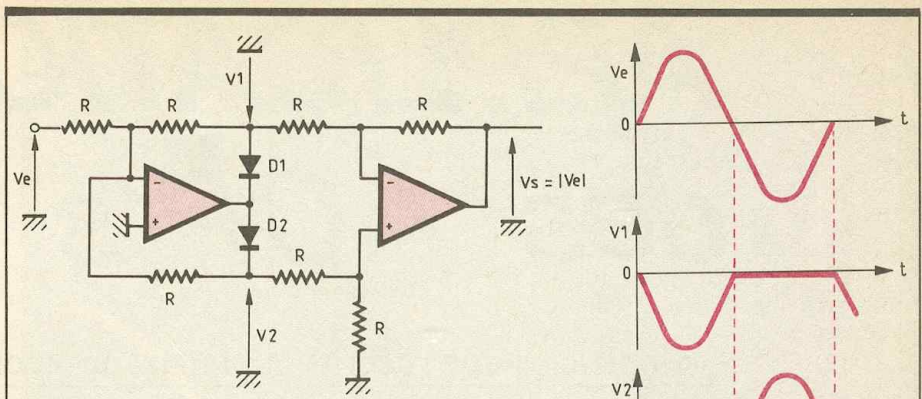 V1
R
R
R
R
D1
D2
Ve
Vs = |Ve|
-
+
-
+
R
R
R
V2
Ve
0
t
V1
0
t
V2